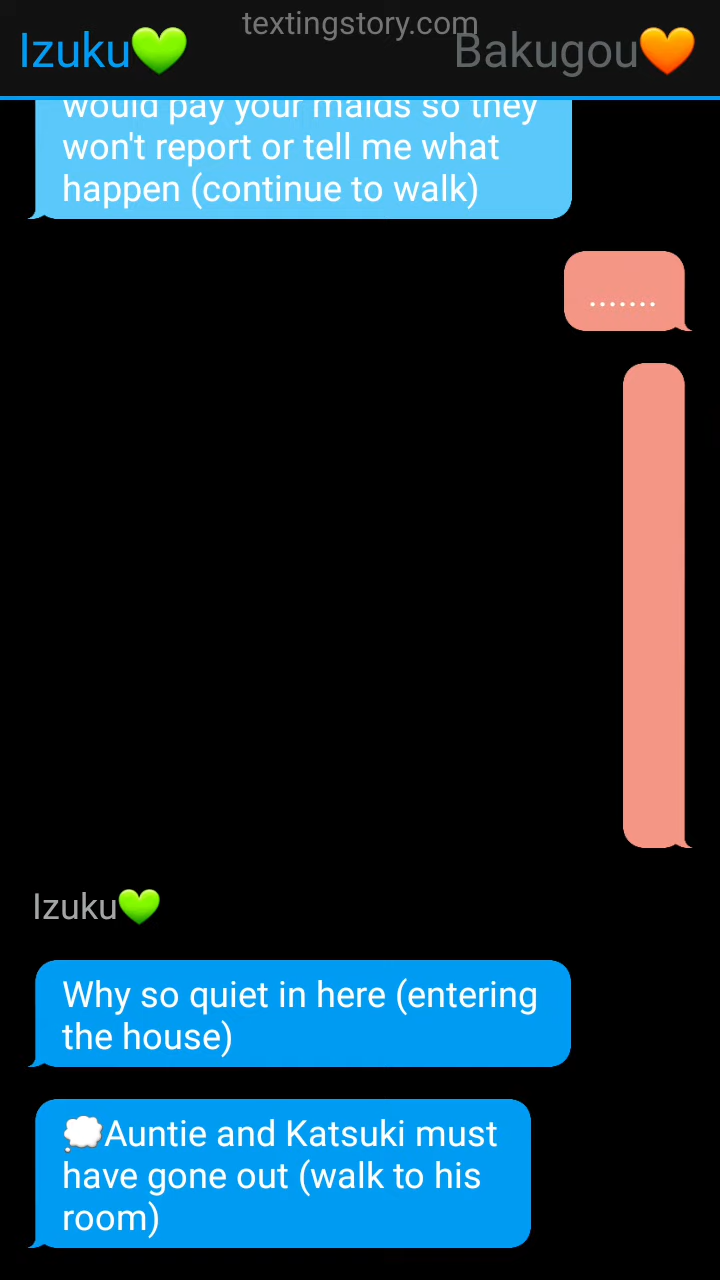 textingstory.com
Izuku💚 Bakugou🧡
would pay your maids so they
won't report or tell me what
happen (continue to walk)
.......
Izuku💚
Why so quiet in here (entering
the house)
💭Auntie and Katsuki must
have gone out (walk to his
room)